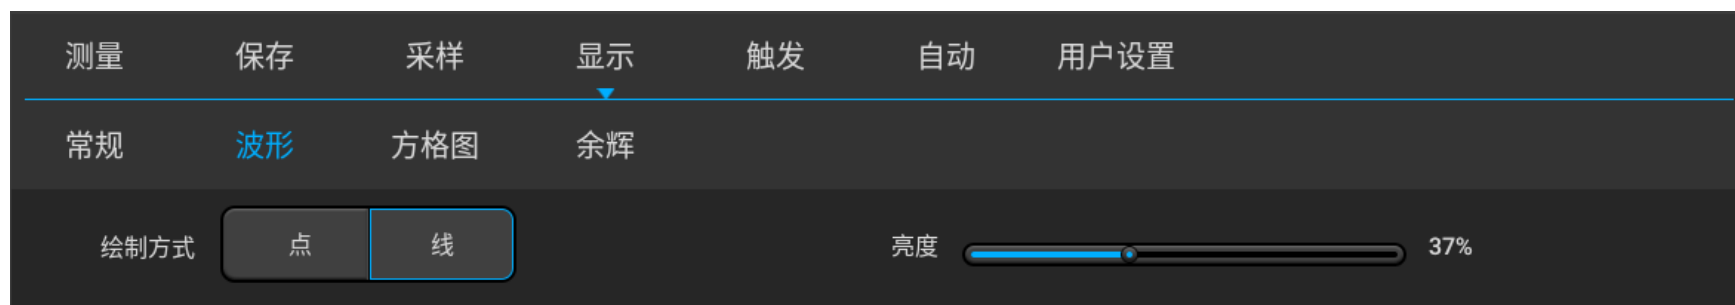 测量 保存 采样 显示 触发 自动 用户设置
常规 波形 方格图 余辉
绘制方式 点 线 亮度 37%